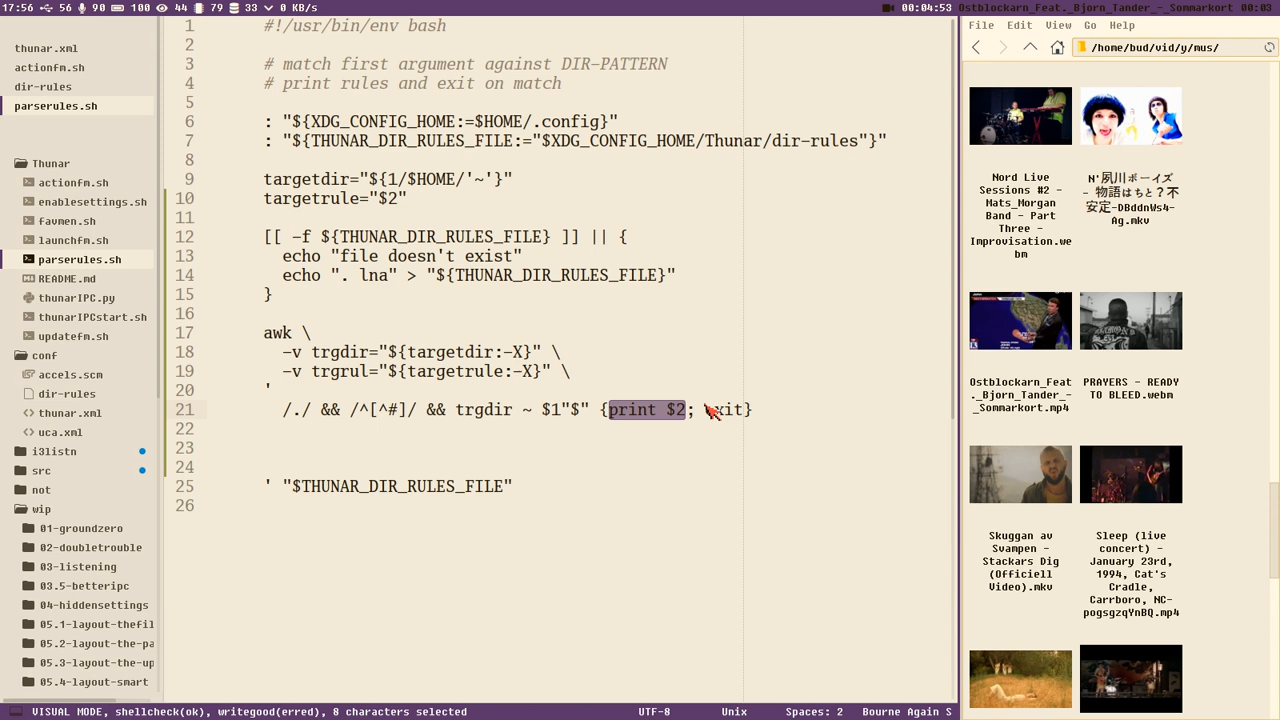 17:56 56 90 100 44 79 33 0 KB/s 00:04:53 Ostblockarn_Feat._Bjorn_Tander_-_Sommarkort 00:03
thunar.xml
actionfm.sh
dir-rules
parserules.sh
Thunar
actionfm.sh
enablesettings.sh
favmen.sh
launchfm.sh
parserules.sh
README.md
thunarIPC.py
thunarIPCstart.sh
updatefm.sh
conf
accels.scm
dir-rules
thunar.xml
uca.xml
i3listn
src
not
wip
01-groundzero
02-doubletrouble
03-listening
03.5-betteripc
04-hiddensettings
05.1-layout-thefil
05.2-layout-the-pa
05.3-layout-the-up
05.4-layout-smart
1 #!/usr/bin/env bash
2
3 # match first argument against DIR-PATTERN
4 # print rules and exit on match
5
6 : "${XDG_CONFIG_HOME:=$HOME/.config}"
7 : "${THUNAR_DIR_RULES_FILE:="$XDG_CONFIG_HOME/Thunar/dir-rules"}"
8
9 targetdir="${1/$HOME/'~'}"
10 targetrule="$2"
11
12 [[ -f ${THUNAR_DIR_RULES_FILE} ]] || {
13 echo "file doesn't exist"
14 echo ". lna" > "${THUNAR_DIR_RULES_FILE}"
15 }
16
17 awk \
18 -v trgdir="${targetdir:-X}" \
19 -v trgrul="${targetrule:-X}" \
20 '
21 /./ && /^[^#]/ && trgdir ~ $1"$" {print $2; exit}
22
23
24
25 ' "$THUNAR_DIR_RULES_FILE"
26
File Edit View Go Help
/home/bud/vid/y/mus/
Nord Live
Sessions #2 -
Mats_Morgan
Band - Part
Three -
Improvisation.we
bm
N'夙川ボーイズ
- 物語はちと?不
安定-DBddnWs4-
Ag.mkv
Ostblockarn_Feat
._Bjorn_Tander_-
_Sommarkort.mp4
PRAYERS - READY
TO BLEED.webm
Skuggan av
Svampen -
Stackars Dig
(Officiell
Video).mkv
Sleep (live
concert) -
January 23rd,
1994, Cat's
Cradle,
Carrboro, NC-
pogsgzqYnBQ.mp4
VISUAL MODE, shellcheck(ok), writegood(erred), 8 characters selected UTF-8 Unix Spaces: 2 Bourne Again S